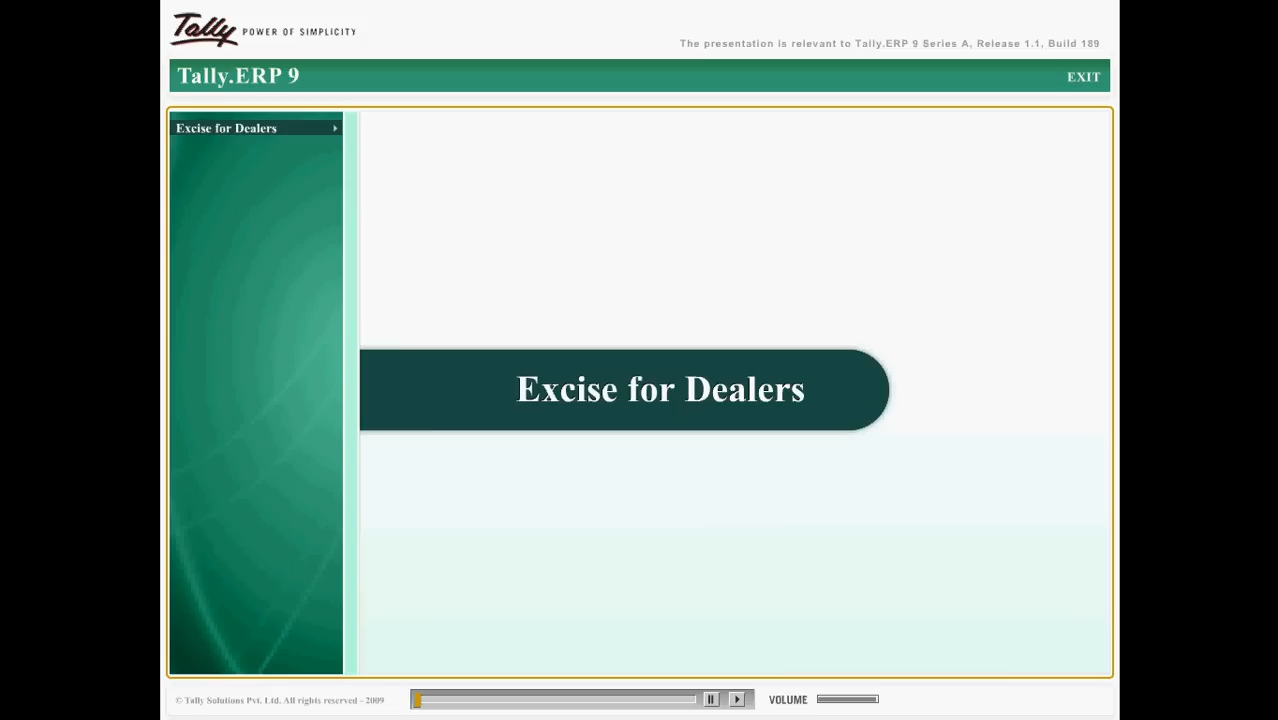 Tally POWER OF SIMPLICITY
The presentation is relevant to Tally.ERP 9 Series A, Release 1.1, Build 189
Tally.ERP 9
EXIT
Excise for Dealers
Excise for Dealers
© Tally Solutions Pvt. Ltd. All rights reserved - 2009
VOLUME